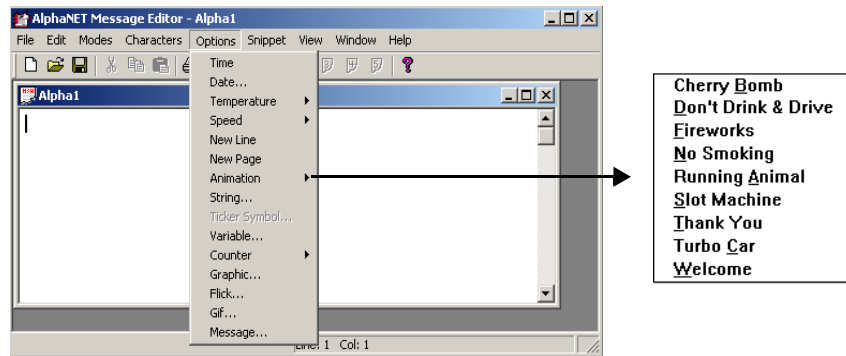 AlphaNET Message Editor - Alpha1
File Edit Modes Characters Options Snippet View Window Help
Alpha1
Time
Date...
Temperature
Speed
New Line
New Page
Animation
String...
Ticker Symbol...
Variable...
Counter
Graphic...
Flick...
Gif...
Message...
Line: 1 Col: 1
Cherry Bomb
Don't Drink & Drive
Fireworks
No Smoking
Running Animal
Slot Machine
Thank You
Turbo Car
Welcome